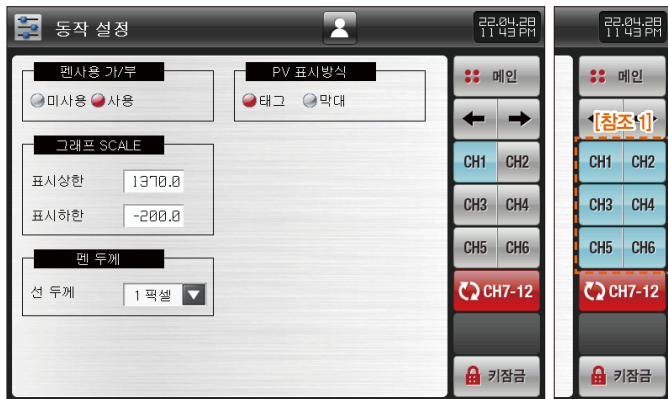 동작 설정
22.04.28
11 43 PM
펜사용 가/부
미사용 사용
PV 표시방식
태그 막대
그래프 SCALE
표시상한 1370.0
표시하한 -200.0
펜 두께
선 두께 1 픽셀
메인
CH1 CH2
CH3 CH4
CH5 CH6
CH7-12
키잠금
22.04.28
11 43 PM
메인
[참조 1]
CH1 CH2
CH3 CH4
CH5 CH6
CH7-12
키잠금